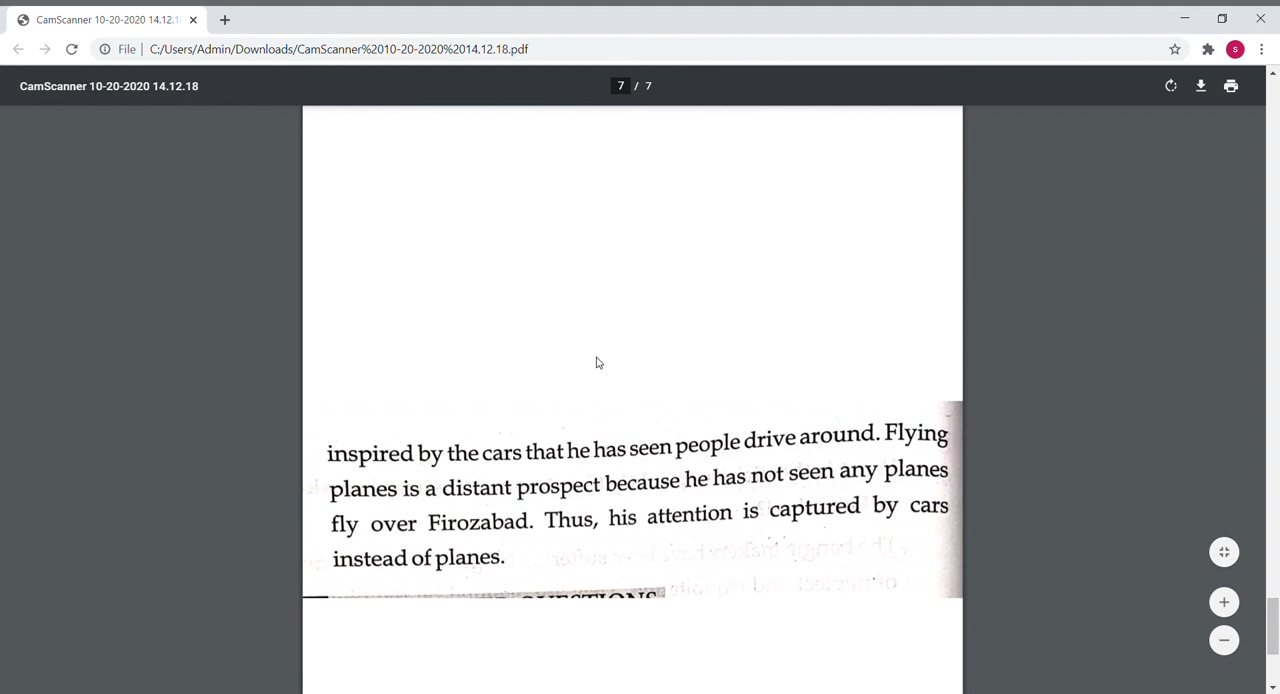 CamScanner 10-20-2020 14.12.1
File | C:/Users/Admin/Downloads/CamScanner%2010-20-2020%2014.12.18.pdf
S
CamScanner 10-20-2020 14.12.18
7 / 7
inspired by the cars that he has seen people drive around. Flying
planes is a distant prospect because he has not seen any planes
fly over Firozabad. Thus, his attention is captured by cars
instead of planes.
QUESTIONS